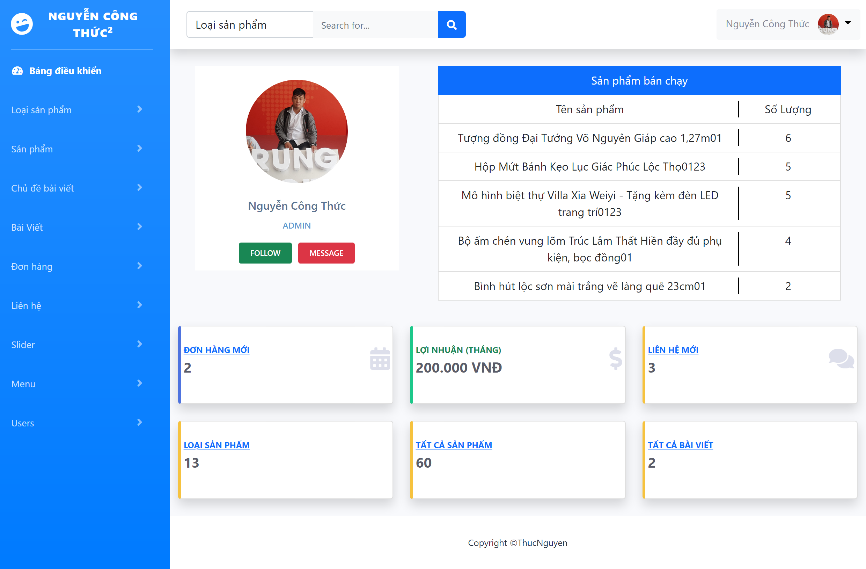 NGUYỄN CÔNG
THỨC²
Bảng điều khiển
Loại sản phẩm
Sản phẩm
Chủ đề bài viết
Bài Viết
Đơn hàng
Liên hệ
Slider
Menu
Users
Loại sản phẩm
Search for...
Nguyễn Công Thức
RUNG
Nguyễn Công Thức
ADMIN
FOLLOW
MESSAGE
Sản phẩm bán chạy
Tên sản phẩm Số Lượng
Tượng đồng Đại Tướng Võ Nguyên Giáp cao 1,27m01 6
Hộp Mứt Bánh Kẹo Lục Giác Phúc Lộc Thọ0123 5
Mô hình biệt thự Villa Xia Weiyi - Tặng kèm đèn LED 5
trang trí0123
Bộ ấm chén vung lõm Trúc Lâm Thất Hiền đầy đủ phụ 4
kiện, bọc đồng01
Bình hút lộc sơn mài trắng vẽ làng quê 23cm01 2
ĐƠN HÀNG MỚI
2
LỢI NHUẬN (THÁNG)
200.000 VNĐ
LIÊN HỆ MỚI
3
LOẠI SẢN PHẨM
13
TẤT CẢ SẢN PHẨM
60
TẤT CẢ BÀI VIẾT
2
Copyright ©ThucNguyen